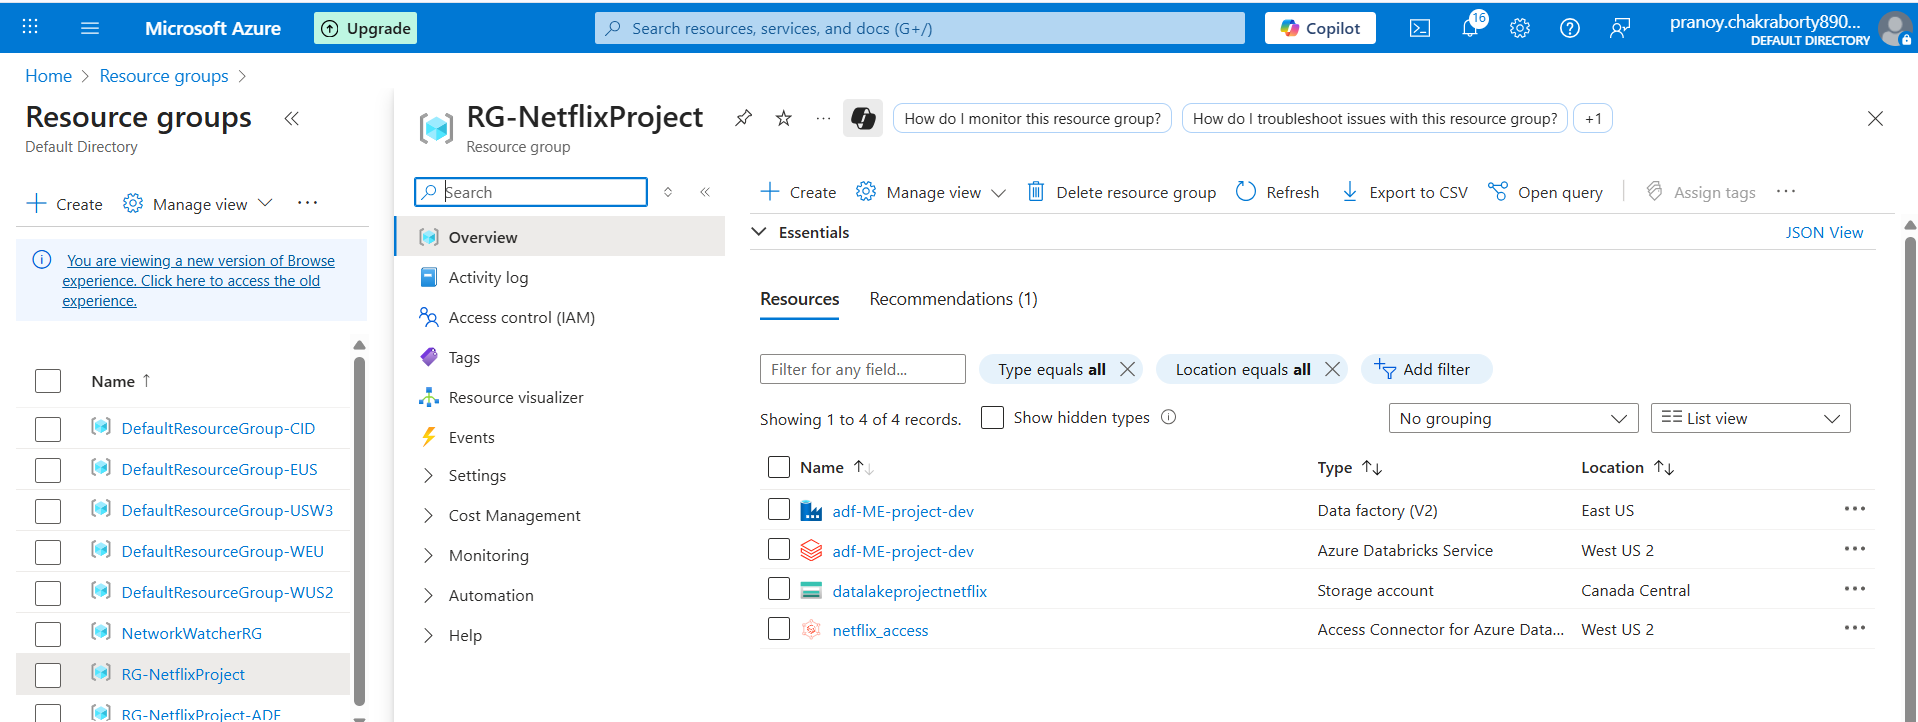 Microsoft Azure
Upgrade
Search resources, services, and docs (G+/)
Copilot
16
pranoy.chakraborty890...
DEFAULT DIRECTORY
Home > Resource groups >
Resource groups
Default Directory
Create
Manage view
You are viewing a new version of Browse
experience. Click here to access the old
experience.
Name ↑
DefaultResourceGroup-CID
DefaultResourceGroup-EUS
DefaultResourceGroup-USW3
DefaultResourceGroup-WEU
DefaultResourceGroup-WUS2
NetworkWatcherRG
RG-NetflixProject
RG-NetflixProject-ADF
RG-NetflixProject
Resource group
How do I monitor this resource group?
How do I troubleshoot issues with this resource group?
+1
Search
Overview
Activity log
Access control (IAM)
Tags
Resource visualizer
Events
Settings
Cost Management
Monitoring
Automation
Help
Create
Manage view
Delete resource group
Refresh
Export to CSV
Open query
Assign tags
Essentials
JSON View
Resources
Recommendations (1)
Filter for any field...
Type equals all
Location equals all
Add filter
Showing 1 to 4 of 4 records.
Show hidden types
No grouping
List view
Name Type Location
adf-ME-project-dev Data factory (V2) East US
adf-ME-project-dev Azure Databricks Service West US 2
datalakeprojectnetflix Storage account Canada Central
netflix_access Access Connector for Azure Data... West US 2